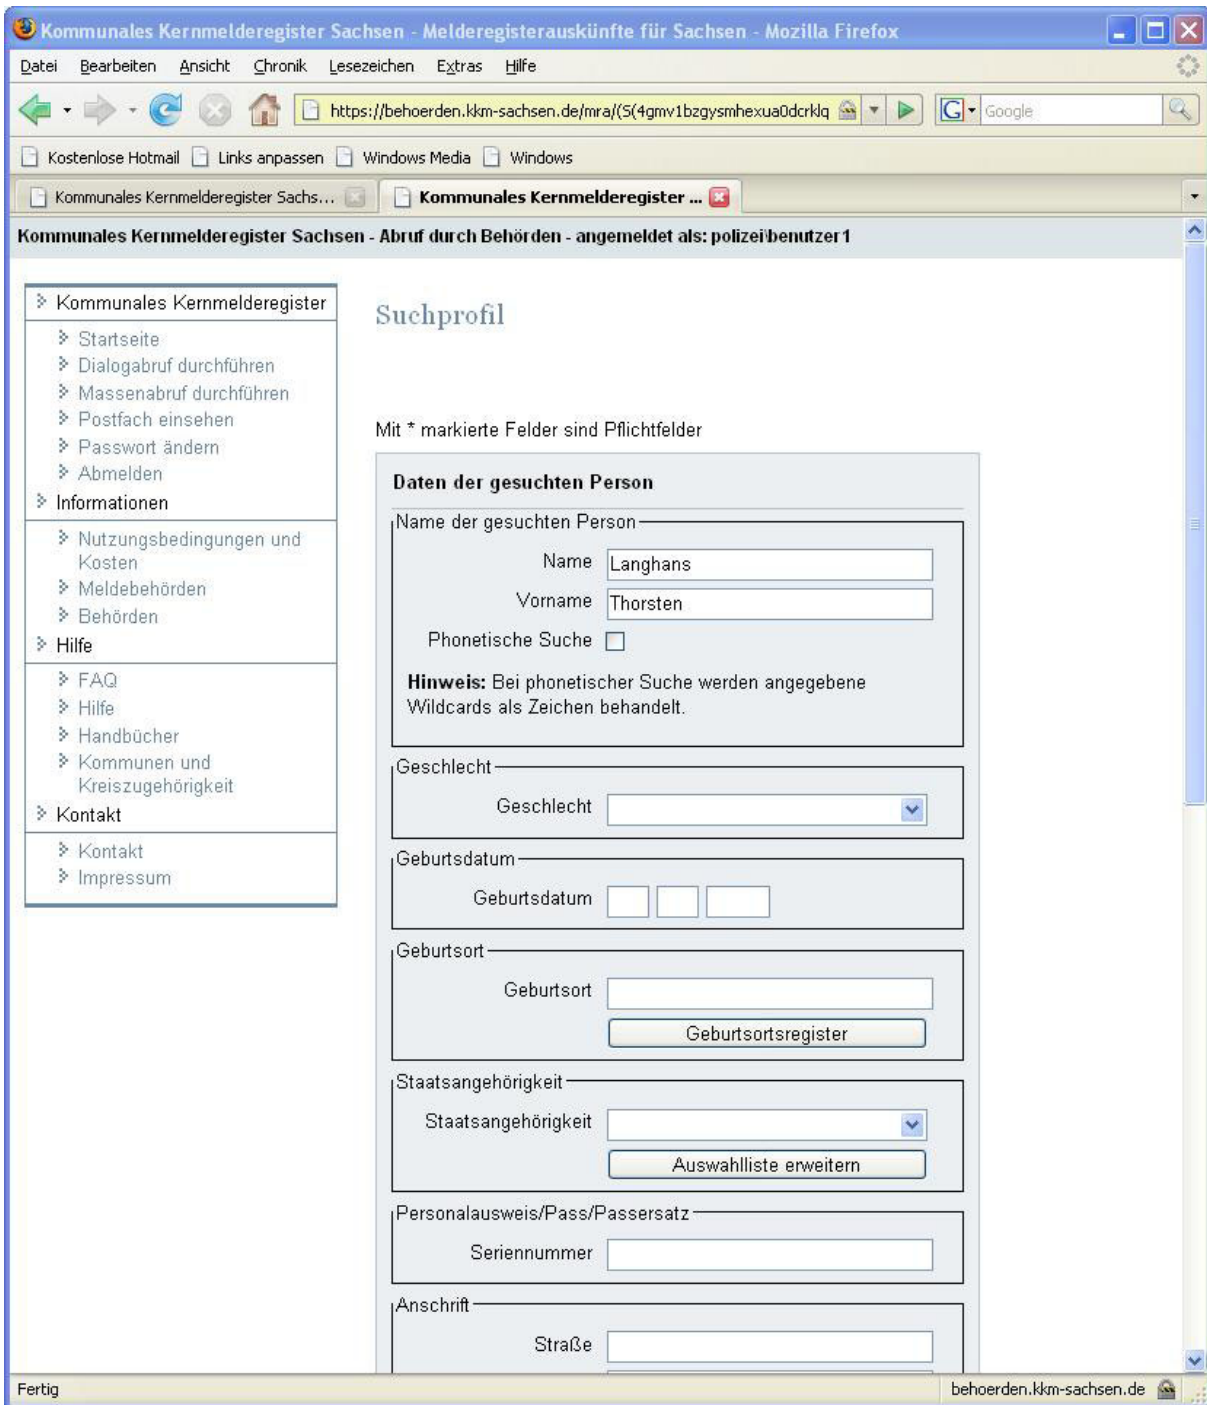 Kommunales Kernmelderegister Sachsen - Melderegisterauskünfte für Sachsen - Mozilla Firefox
Datei Bearbeiten Ansicht Chronik Lesezeichen Extras Hilfe
https://behoerden.kkm-sachsen.de/mra/(S(4gmv1bzgysmhexua0dcrklq
G Google
Kostenlose Hotmail Links anpassen Windows Media Windows
Kommunales Kernmelderegister Sachs... Kommunales Kernmelderegister ...
Kommunales Kernmelderegister Sachsen - Abruf durch Behörden - angemeldet als: polizei\benutzer1
Kommunales Kernmelderegister
Startseite
Dialogabruf durchführen
Massenabruf durchführen
Postfach einsehen
Passwort ändern
Abmelden
Informationen
Nutzungsbedingungen und
Kosten
Meldebehörden
Behörden
Hilfe
FAQ
Hilfe
Handbücher
Kommunen und
Kreiszugehörigkeit
Kontakt
Kontakt
Impressum
Suchprofil
Mit * markierte Felder sind Pflichtfelder
Daten der gesuchten Person
Name der gesuchten Person
Name Langhans
Vorname Thorsten
Phonetische Suche
Hinweis: Bei phonetischer Suche werden angegebene
Wildcards als Zeichen behandelt.
Geschlecht
Geschlecht
Geburtsdatum
Geburtsdatum
Geburtsort
Geburtsort
Geburtsortsregister
Staatsangehörigkeit
Staatsangehörigkeit
Auswahlliste erweitern
Personalausweis/Pass/Passersatz
Seriennummer
Anschrift
Straße
Fertig behoerden.kkm-sachsen.de